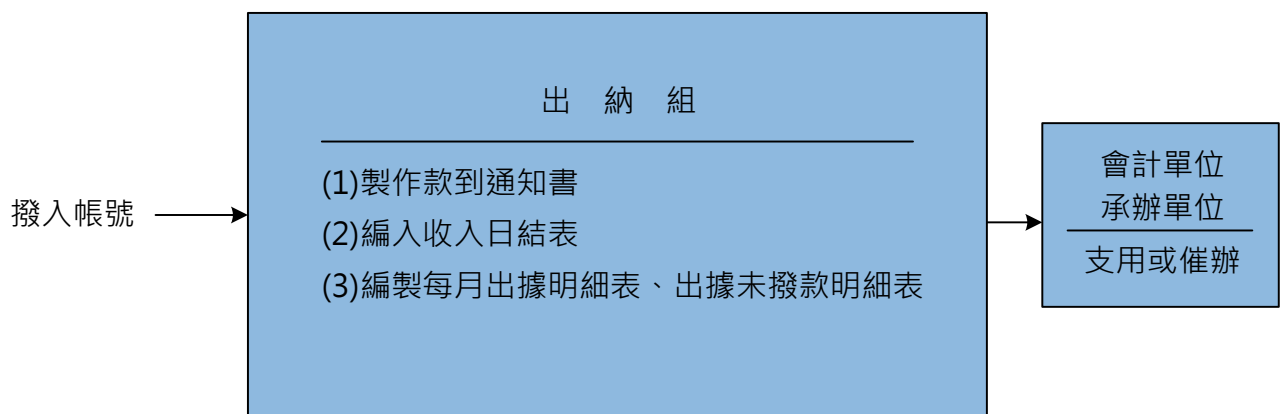 撥入帳號
出 納 組
(1)製作款到通知書
(2)編入收入日結表
(3)編製每月出據明細表、出據未撥款明細表
會計單位
承辦單位
支用或催辦